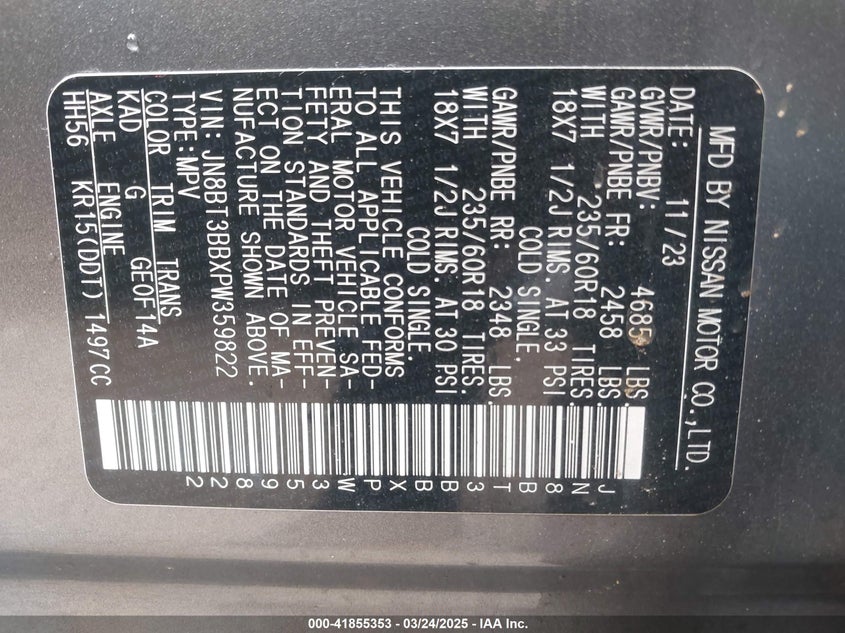 MFD BY NISSAN MOTOR CO.,LTD.
DATE: 11/23
GVWR/PNBV: 4685 LBS.
GAWR/PNBE FR: 2458 LBS.
WITH 235/60R18 TIRES.
18X7 1/2J RIMS. AT 33 PSI
COLD SINGLE.
GAWR/PNBE RR: 2348 LBS.
WITH 235/60R18 TIRES.
18X7 1/2J RIMS. AT 30 PSI
COLD SINGLE.
THIS VEHICLE CONFORMS
TO ALL APPLICABLE FED-
ERAL MOTOR VEHICLE SA-
FETY AND THEFT PREVEN-
TION STANDARDS IN EFF-
ECT ON THE DATE OF MA-
NUFACTURE SHOWN ABOVE.
VIN: JN8BT3BBXPW359822
TYPE:MPV
COLOR TRIM TRANS
KAD G GE0F14A
AXLE ENGINE
HH56 KR15(DDT) 1497CC
JN8BT3BBXPW359822
000-41855353 - 03/24/2025 - IAA Inc.